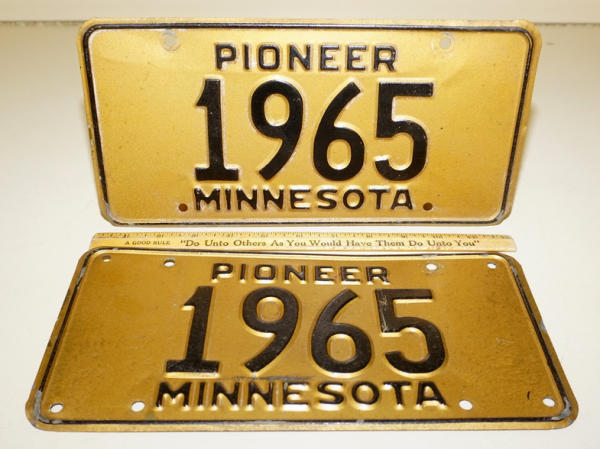 PIONEER
1965
MINNESOTA
A GOOD RULE "Do Unto Others As You Would Have Them Do Unto You"
PIONEER
1965
MINNESOTA